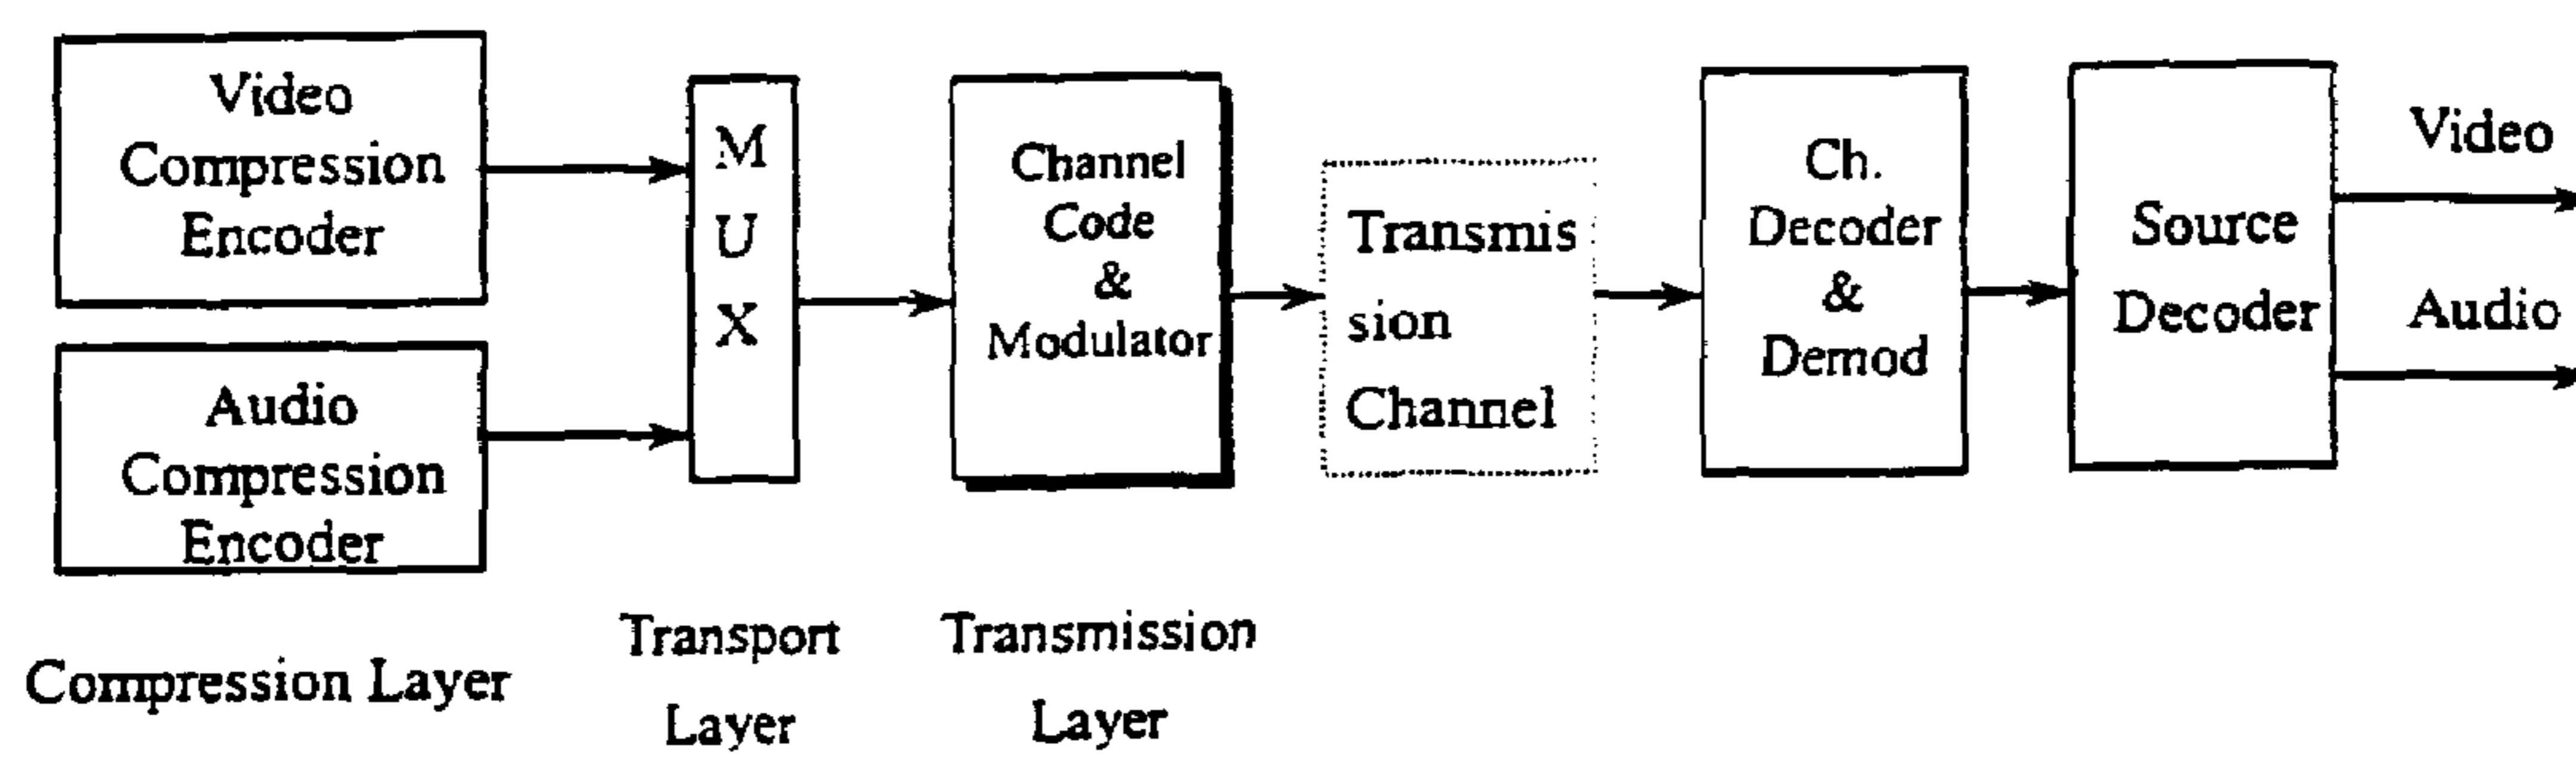 Video
Compression
Encoder
Audio
Compression
Encoder
M
U
X
Channel
Code
&
Modulator
Transmis
sion
Channel
Ch.
Decoder
&
Demod
Source
Decoder
Video
Audio
Compression Layer
Transport
Layer
Transmission
Layer